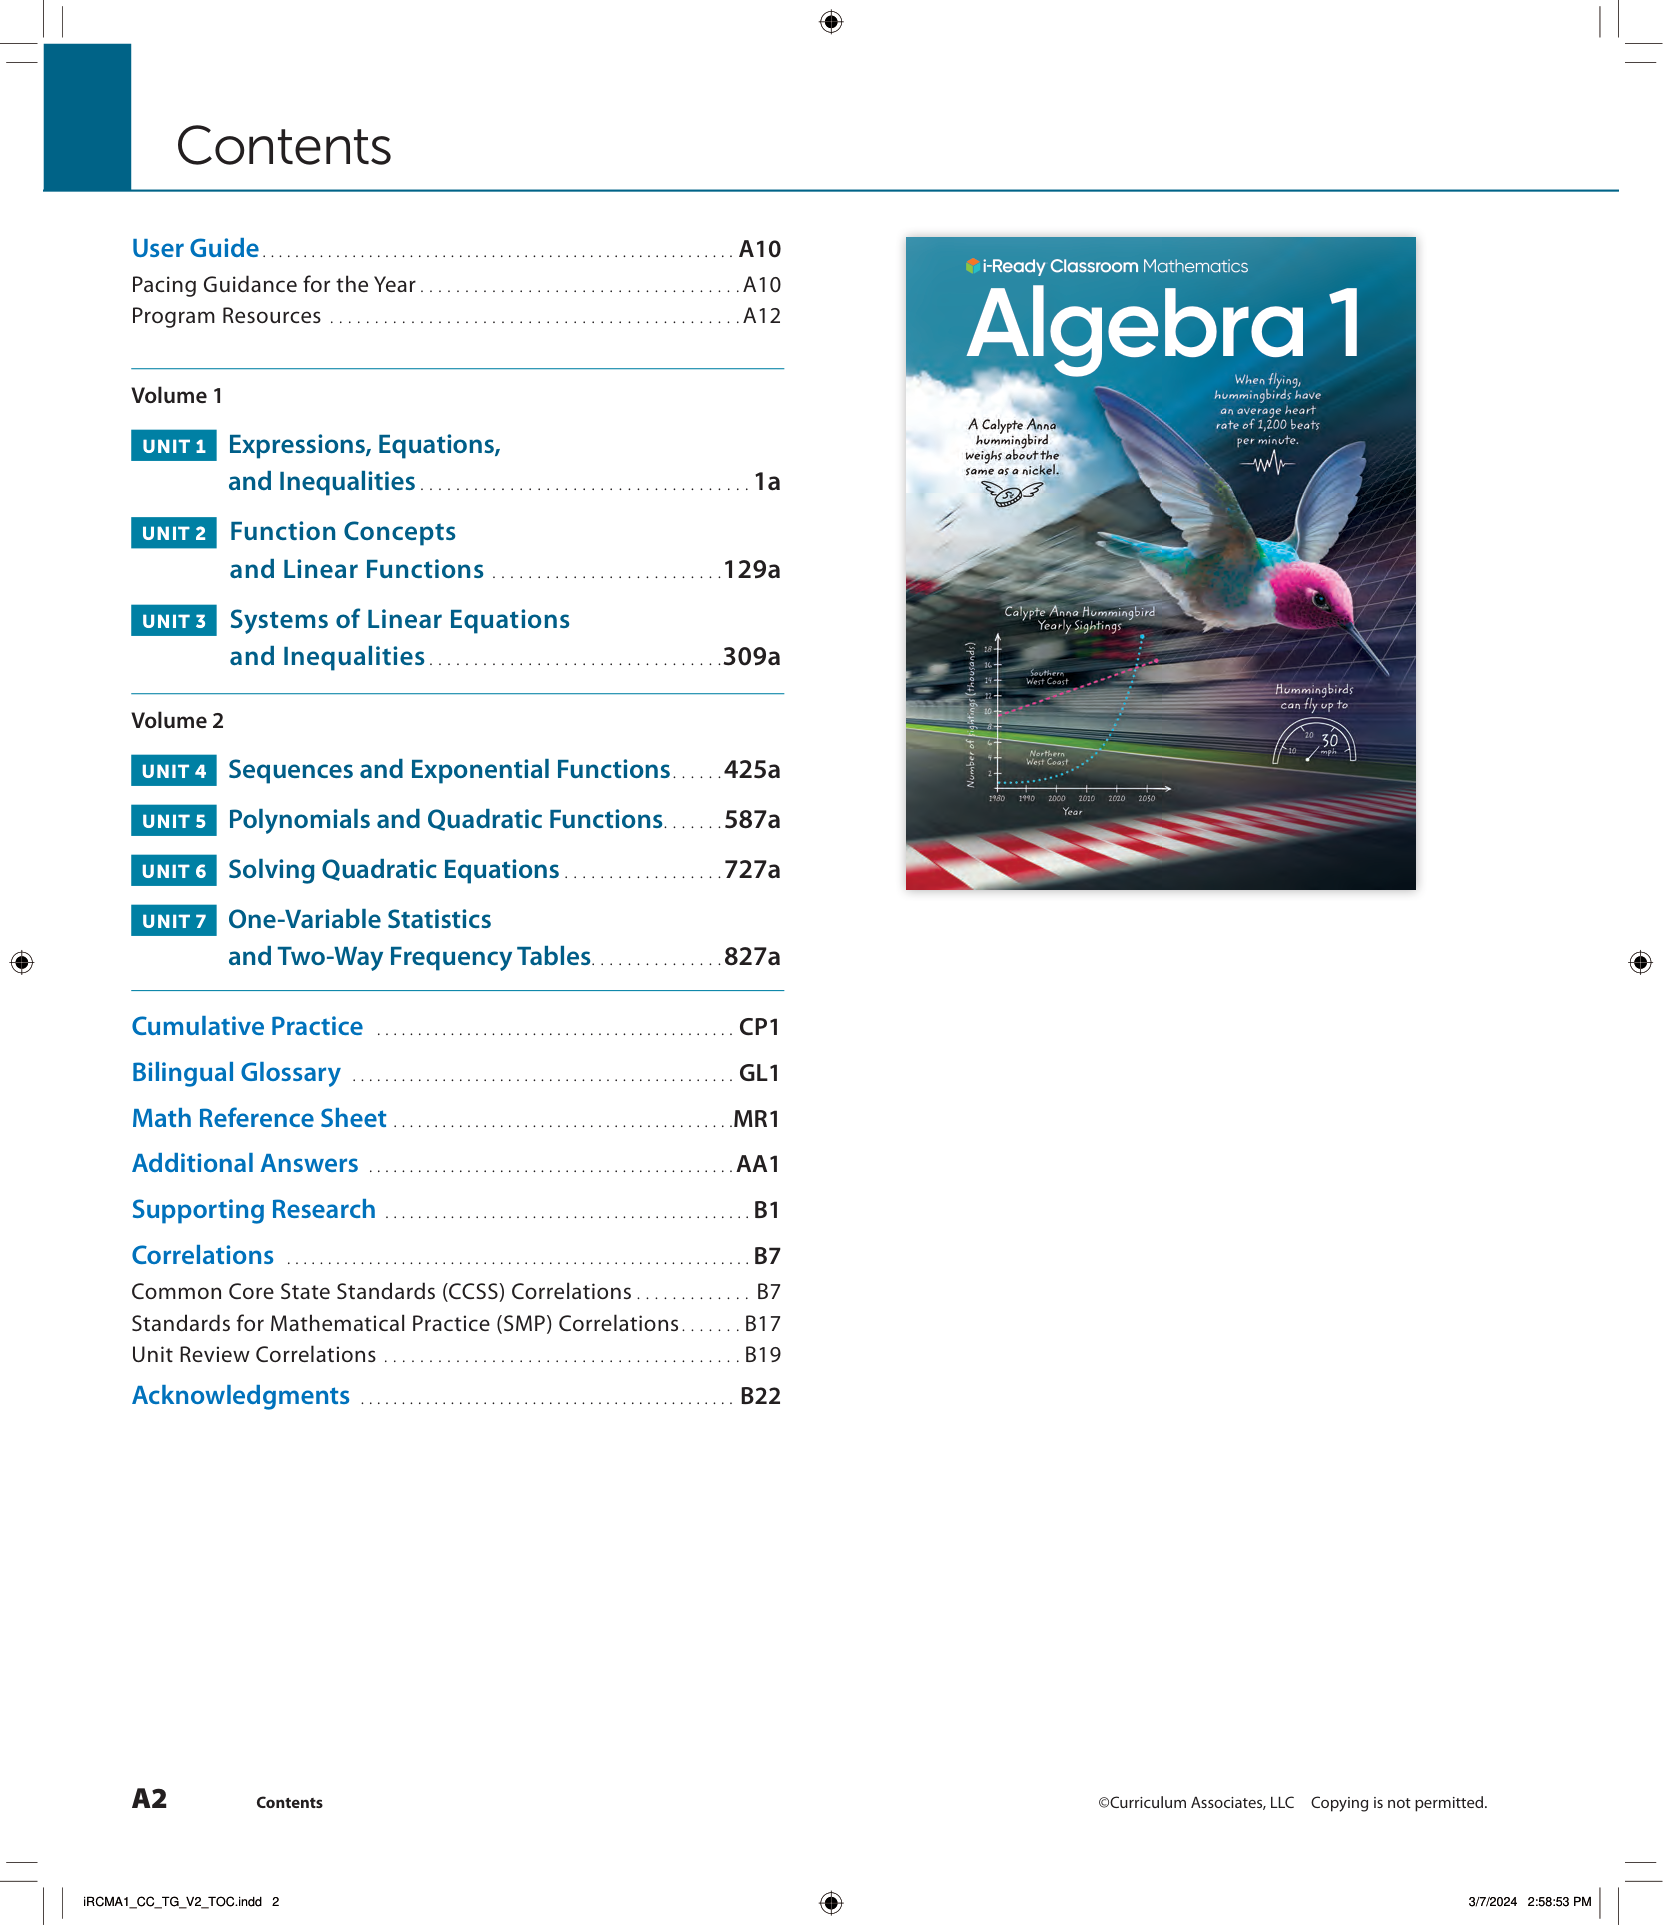 Contents
User Guide A10
Pacing Guidance for the Year A10
Program Resources A12
Volume 1
UNIT 1 Expressions, Equations,
and Inequalities 1a
UNIT 2 Function Concepts
and Linear Functions 129a
UNIT 3 Systems of Linear Equations
and Inequalities 309a
Volume 2
UNIT 4 Sequences and Exponential Functions 425a
UNIT 5 Polynomials and Quadratic Functions 587a
UNIT 6 Solving Quadratic Equations 727a
UNIT 7 One-Variable Statistics
and Two-Way Frequency Tables 827a
Cumulative Practice CP1
Bilingual Glossary GL1
Math Reference Sheet MR1
Additional Answers AA1
Supporting Research B1
Correlations B7
Common Core State Standards (CCSS) Correlations B7
Standards for Mathematical Practice (SMP) Correlations B17
Unit Review Correlations B19
Acknowledgments B22
i-Ready Classroom Mathematics
Algebra 1
When flying,
hummingbirds have
an average heart
rate of 1,200 beats
per minute.
A Calypte Anna
hummingbird
weighs about the
same as a nickel.
5¢
Calypte Anna Hummingbird
Yearly Sightings
Number of sightings (thousands)
18
16
14
12
10
8
6
4
2
Southern
West Coast
Northern
West Coast
1980 1990 2000 2010 2020 2030
Year
Hummingbirds
can fly up to
10 20 30
mph
A2 Contents
©Curriculum Associates, LLC Copying is not permitted.
iRCMA1_CC_TG_V2_TOC.indd 2
3/7/2024 2:58:53 PM